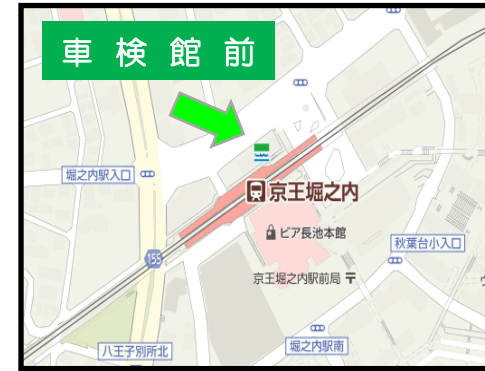 車検館前
堀之内駅入口
京王堀之内
ビア長池本館
秋葉台小入口
155
京王堀之内駅前局
堀之内駅南
八王子別所北